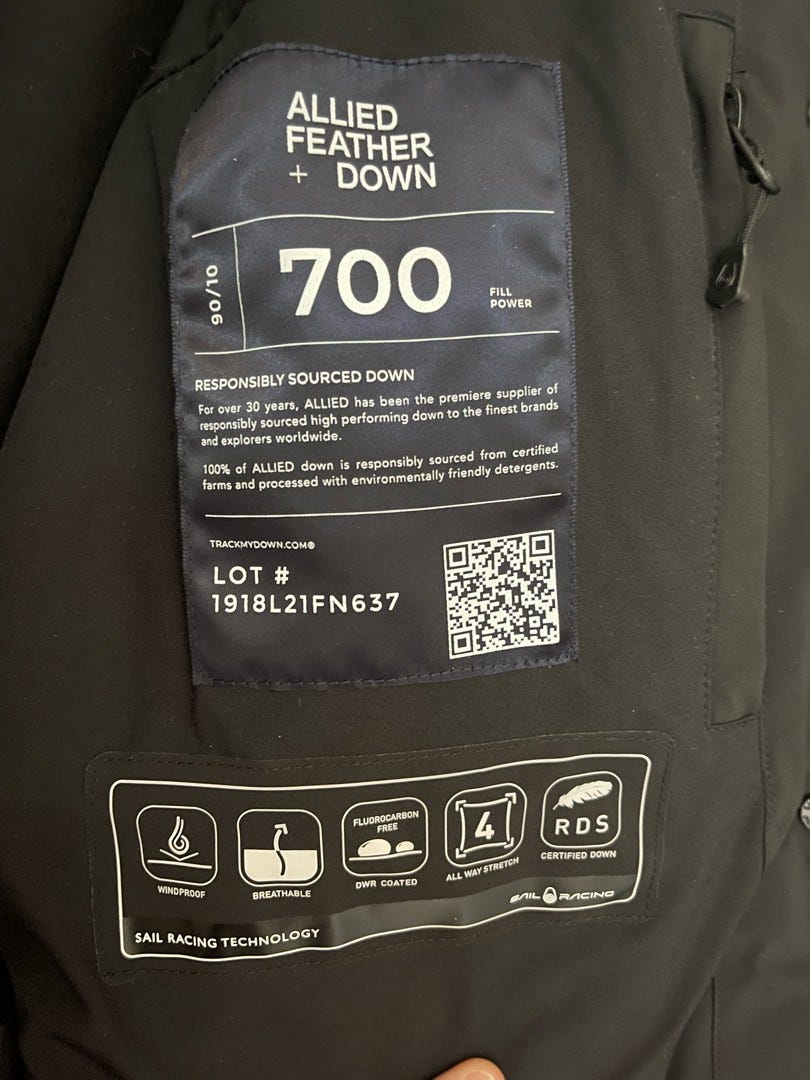 ALLIED
FEATHER
+ DOWN
90/10
700
FILL
POWER
RESPONSIBLY SOURCED DOWN
For over 30 years, ALLIED has been the premiere supplier of
responsibly sourced high performing down to the finest brands
and explorers worldwide.
100% of ALLIED down is responsibly sourced from certified
farms and processed with environmentally friendly detergents.
TRACKMYDOWN.COM®
LOT #
1918L21FN637
WINDPROOF
BREATHABLE
FLUOROCARBON
FREE
DWR COATED
4
ALL WAY STRETCH
RDS
CERTIFIED DOWN
SAIL RACING TECHNOLOGY
SAIL RACING